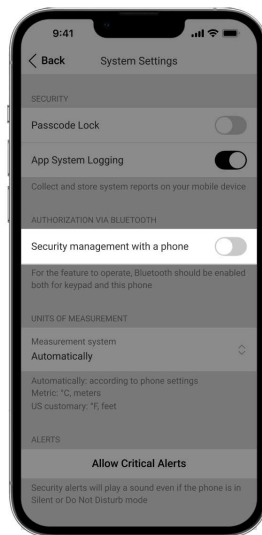 9:41
Back
System Settings
SECURITY
Passcode Lock
App System Logging
Collect and store system reports on your mobile device
AUTHORIZATION VIA BLUETOOTH
Security management with a phone
For the feature to operate, Bluetooth should be enabled
both for keypad and this phone
UNITS OF MEASUREMENT
Measurement system
Automatically
Automatically: according to phone settings
Metric: °C, meters
US customary: °F, feet
ALERTS
Allow Critical Alerts
Security alerts will play a sound even if the phone is in
Silent or Do Not Disturb mode